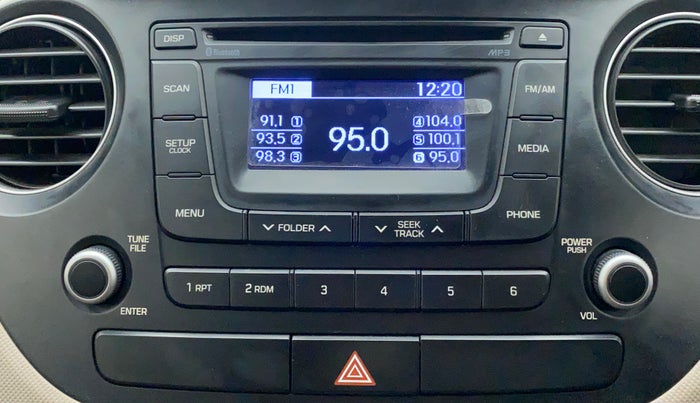 DISP
Bluetooth
MP3
SCAN
FM1 12:20
FM/AM
91.1 1
4 104.0
93.5 2
95.0
5 100.1
98.3 3
6 95.0
SETUP
CLOCK
MEDIA
MENU
FOLDER
SEEK
TRACK
PHONE
TUNE
FILE
POWER
PUSH
1 RPT
2 RDM
3
4
5
6
ENTER
VOL